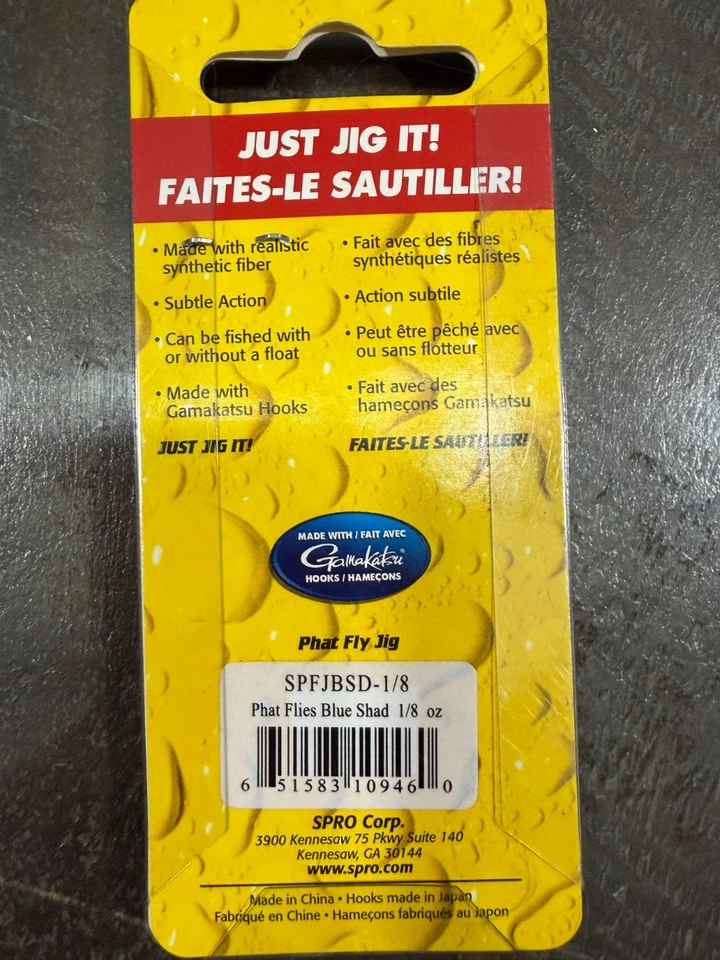 JUST JIG IT!
FAITES-LE SAUTILLER!
• Made with realistic
synthetic fiber
• Subtle Action
• Can be fished with
or without a float
• Made with
Gamakatsu Hooks
JUST JIG IT!
• Fait avec des fibres
synthétiques réalistes
• Action subtile
• Peut être pêché avec
ou sans flotteur
• Fait avec des
hameçons Gamakatsu
FAITES-LE SAUTILLER!
MADE WITH / FAIT AVEC
Gamakatsu®
HOOKS / HAMEÇONS
Phat Fly Jig
SPFJBSD-1/8
Phat Flies Blue Shad 1/8 oz
6 51583 10946 0
SPRO Corp.
3900 Kennesaw 75 Pkwy Suite 140
Kennesaw, GA 30144
www.spro.com
Made in China • Hooks made in Japan
Fabriqué en Chine • Hameçons fabriqués au Japon